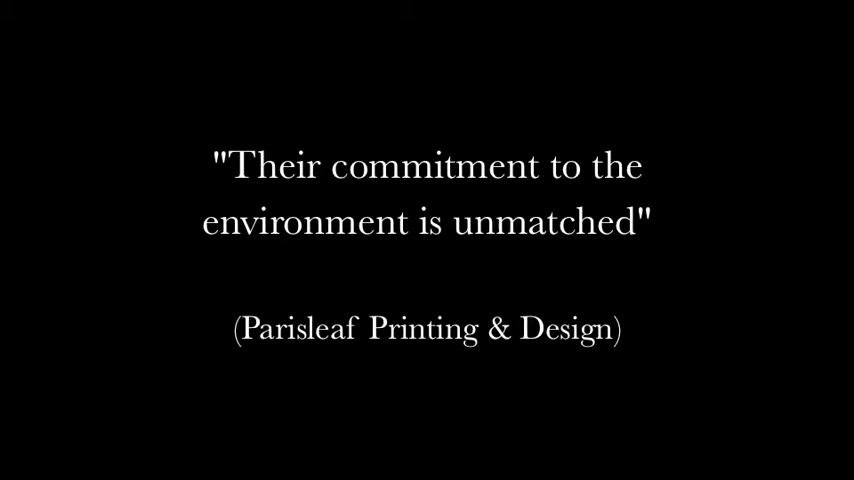 "Their commitment to the
environment is unmatched"
(Parisleaf Printing & Design)